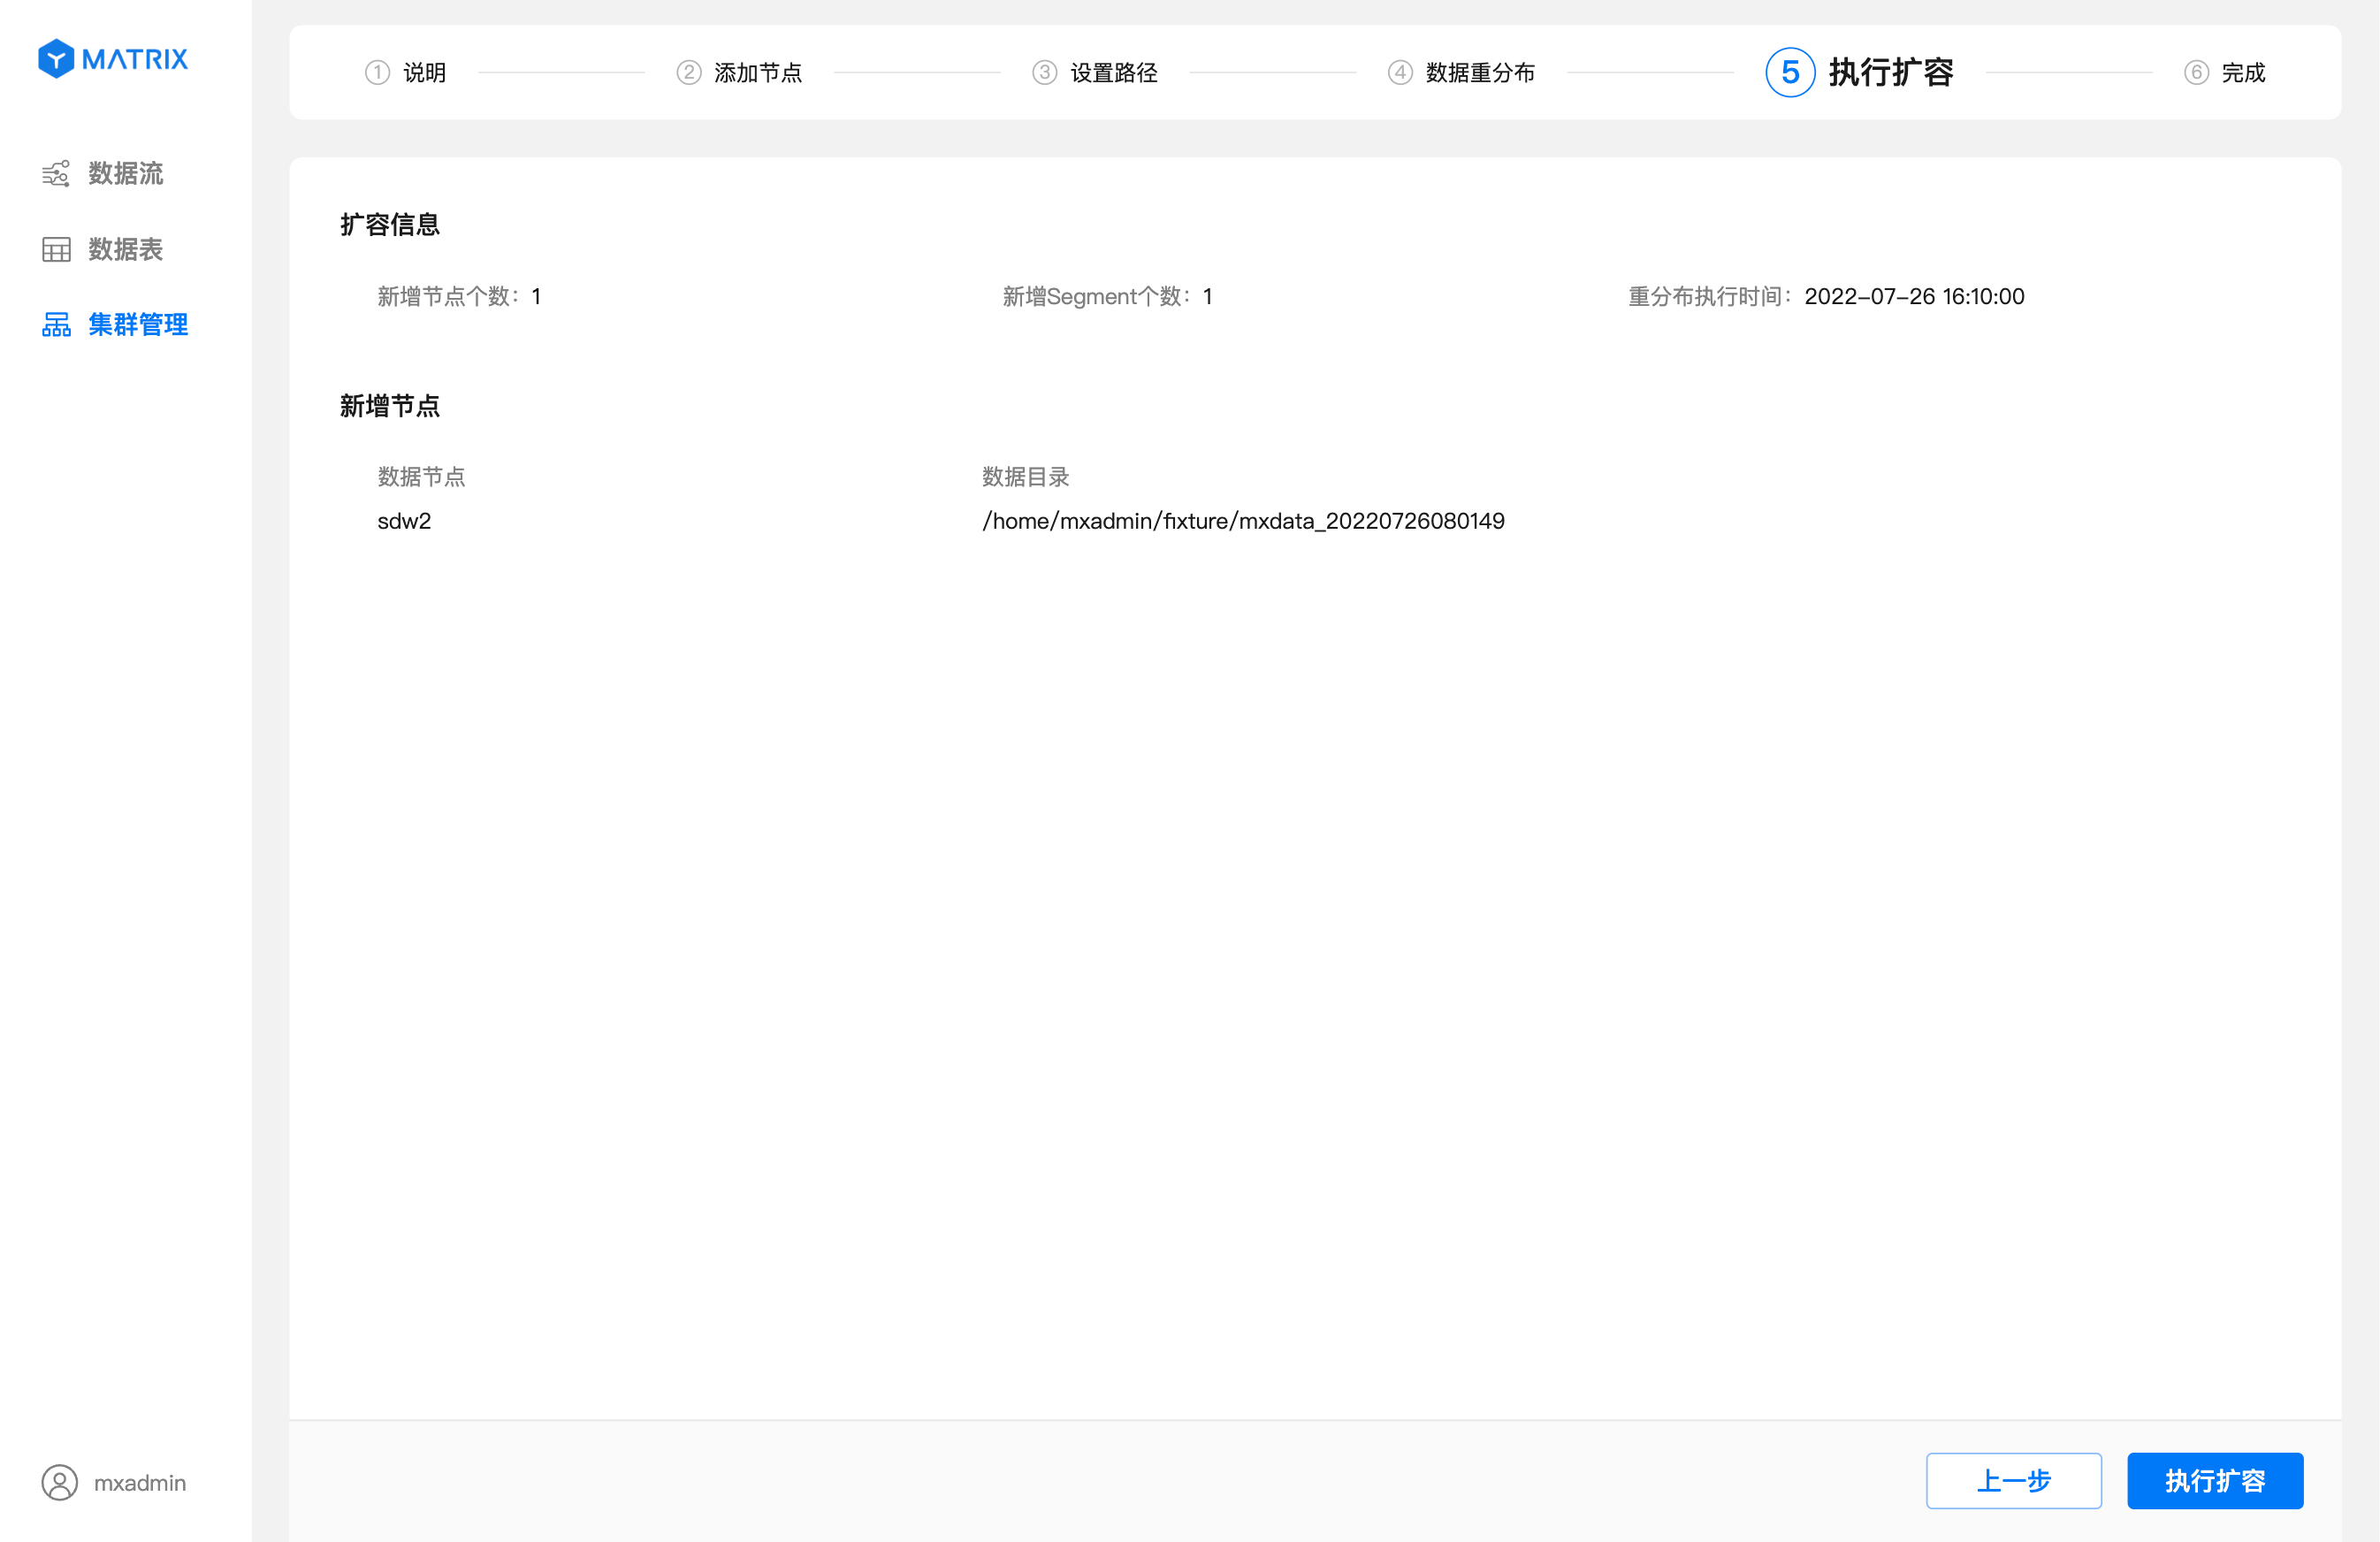 MATRIX
数据流
数据表
集群管理
mxadmin
1 说明
2 添加节点
3 设置路径
4 数据重分布
5 执行扩容
6 完成
扩容信息
新增节点个数：1 新增Segment个数：1 重分布执行时间：2022-07-26 16:10:00
新增节点
数据节点 数据目录
sdw2 /home/mxadmin/fixture/mxdata_20220726080149
上一步 执行扩容